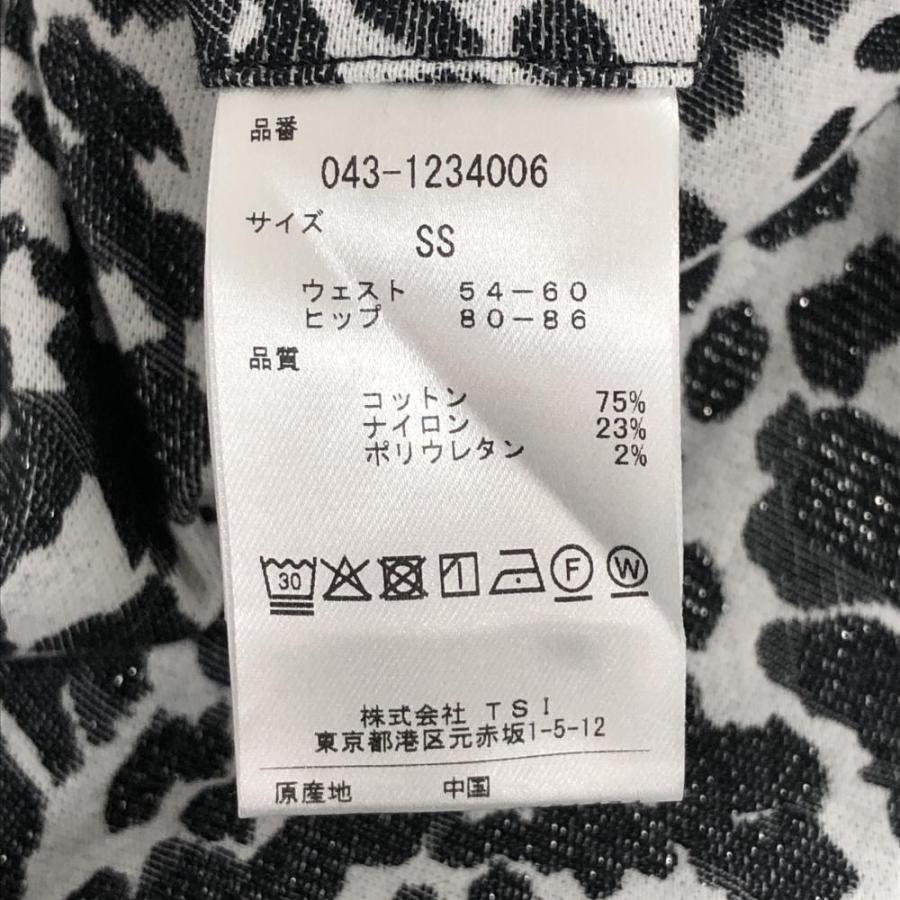 品番
043-1234006
サイズ
SS
ウェスト 54-60
ヒップ 80-86
品質
コットン 75%
ナイロン 23%
ポリウレタン 2%
30 F W
株式会社 TSI
東京都港区元赤坂1-5-12
原産地 中国